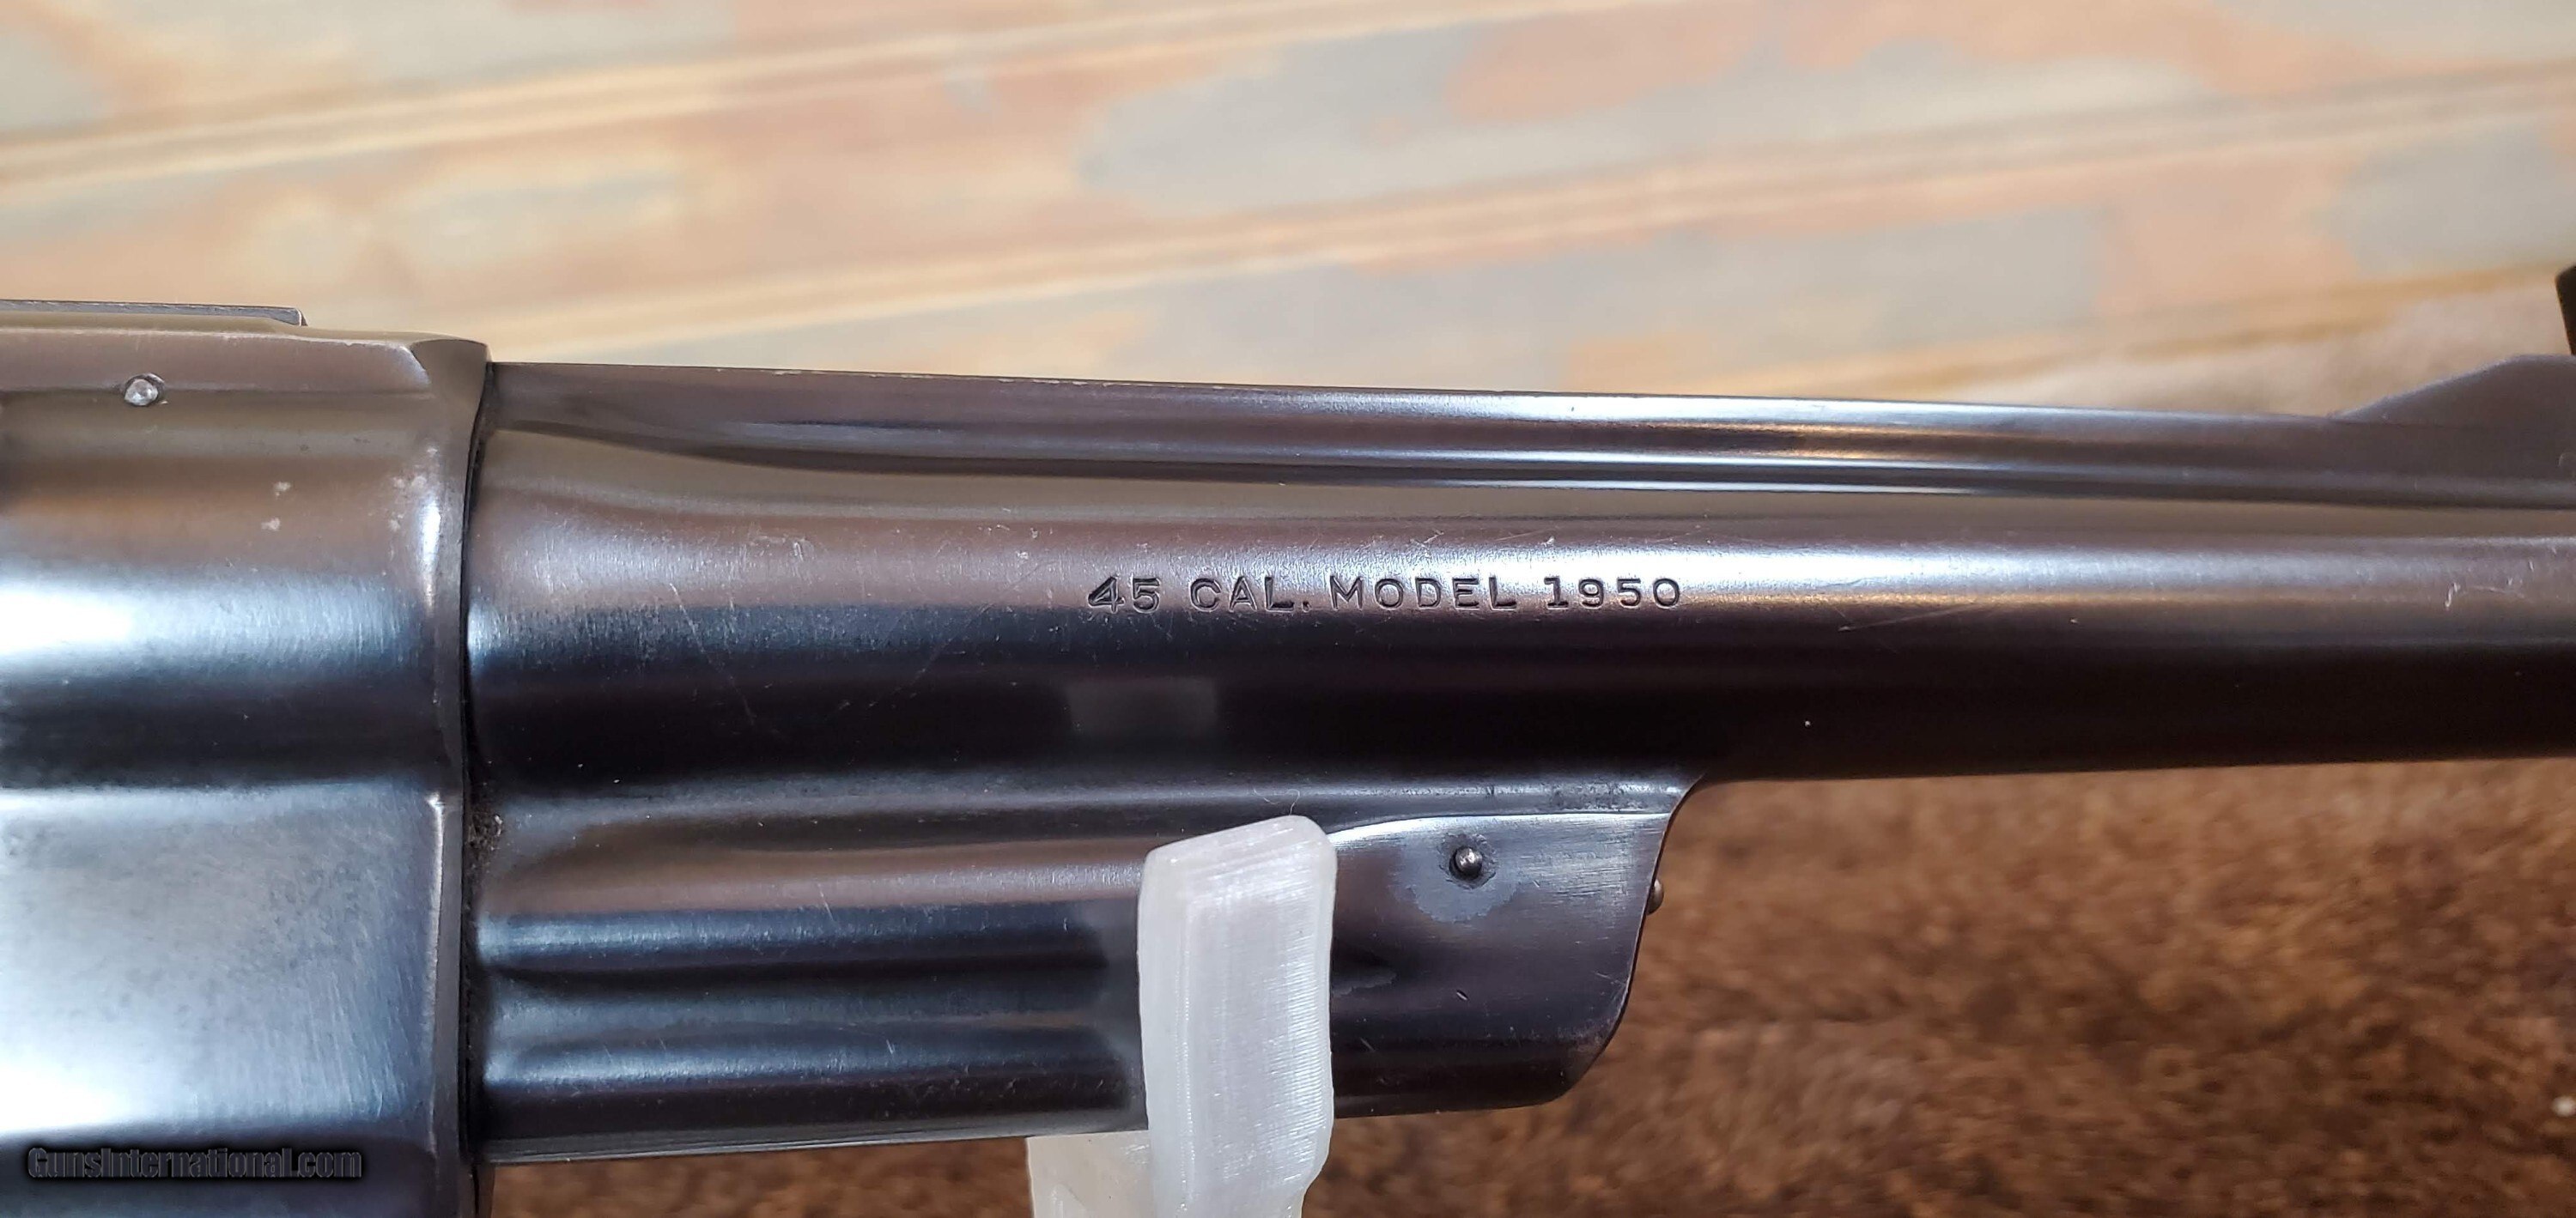 45 CAL. MODEL 1950
GunsInternational.com